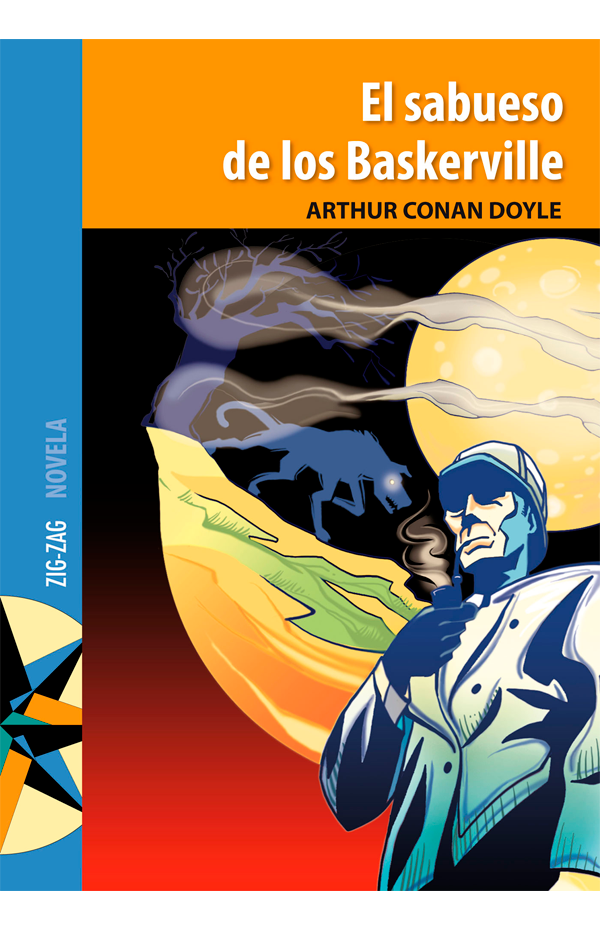 El sabueso
de los Baskerville
ARTHUR CONAN DOYLE
ZIG-ZAG NOVELA